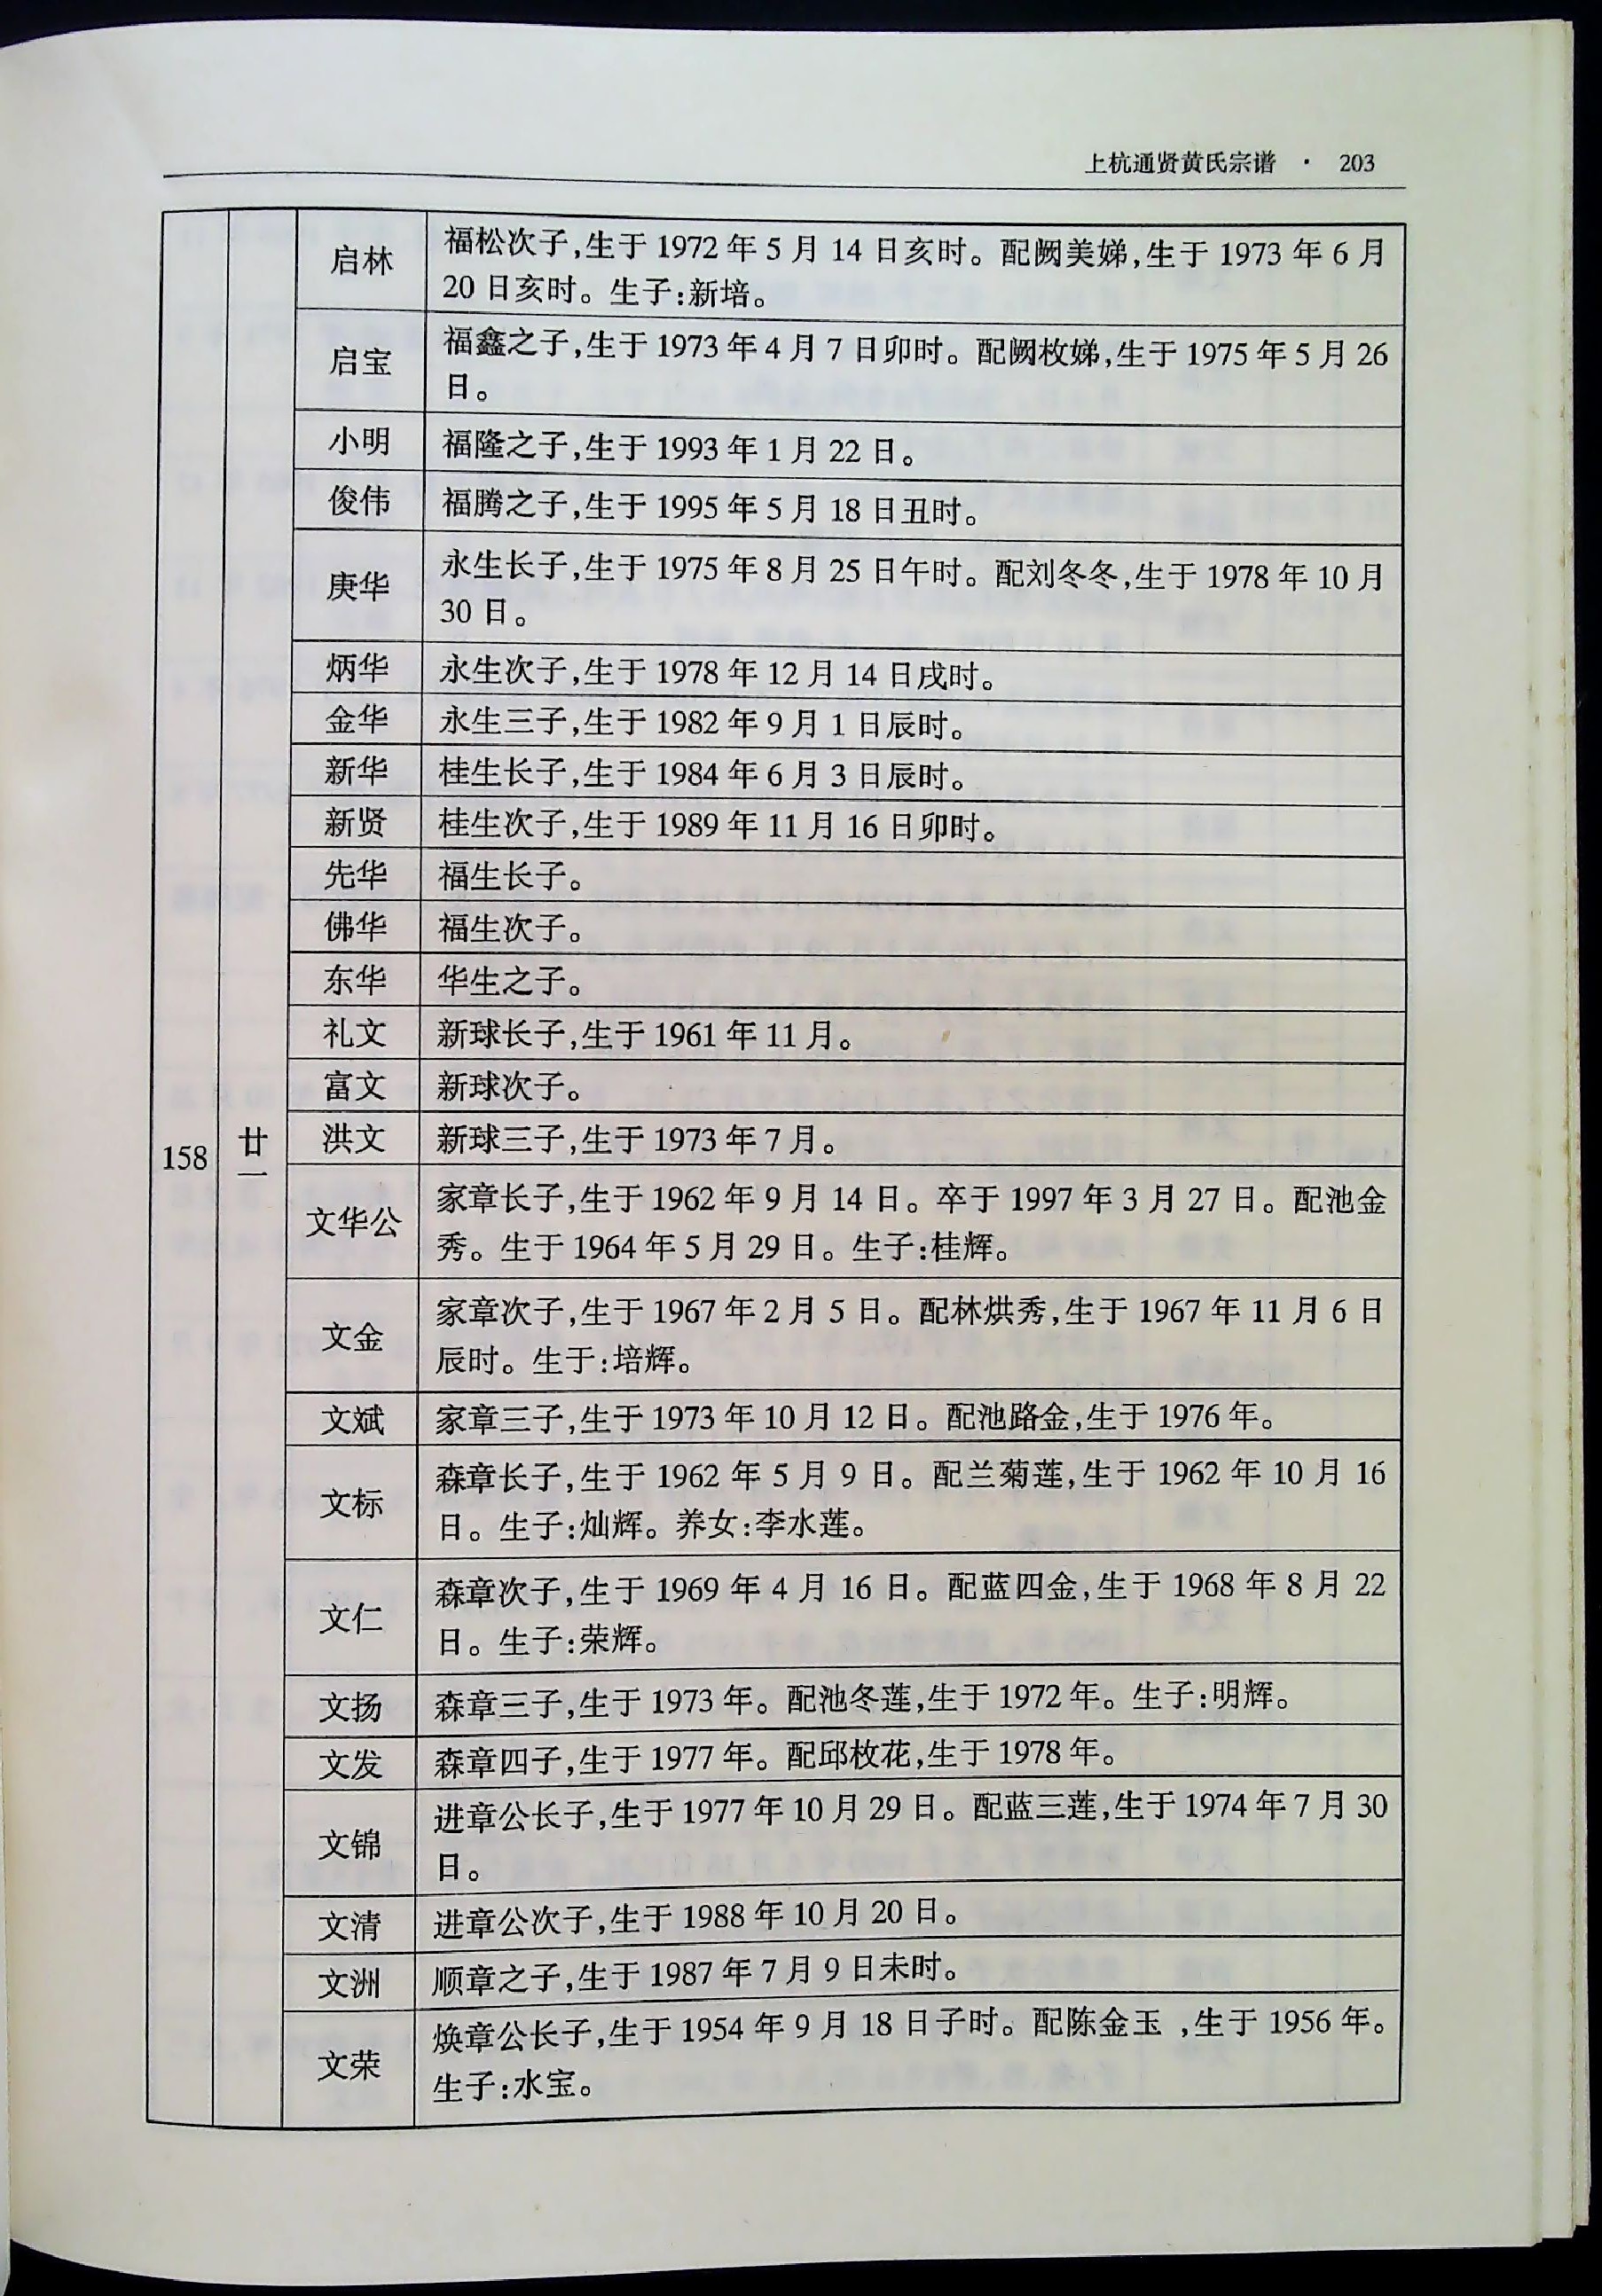 上杭通贤黄氏宗谱 · 203
158
廿一
启林
福松次子,生于 1972 年 5 月 14 日亥时。配阙美娣,生于 1973 年 6 月
20 日亥时。生子:新培。
启宝
福鑫之子,生于 1973 年 4 月 7 日卯时。配阙枚娣,生于 1975 年 5 月 26
日。
小明
福隆之子,生于 1993 年 1 月 22 日。
俊伟
福腾之子,生于 1995 年 5 月 18 日丑时。
庚华
永生长子,生于 1975 年 8 月 25 日午时。配刘冬冬,生于 1978 年 10 月
30 日。
炳华
永生次子,生于 1978 年 12 月 14 日戌时。
金华
永生三子,生于 1982 年 9 月 1 日辰时。
新华
桂生长子,生于 1984 年 6 月 3 日辰时。
新贤
桂生次子,生于 1989 年 11 月 16 日卯时。
先华
福生长子。
佛华
福生次子。
东华
华生之子。
礼文
新球长子,生于 1961 年 11 月。
富文
新球次子。
洪文
新球三子,生于 1973 年 7 月。
文华公
家章长子,生于 1962 年 9 月 14 日。卒于 1997 年 3 月 27 日。配池金
秀。生于 1964 年 5 月 29 日。生子:桂辉。
文金
家章次子,生于 1967 年 2 月 5 日。配林烘秀,生于 1967 年 11 月 6 日
辰时。生于:培辉。
文斌
家章三子,生于 1973 年 10 月 12 日。配池路金,生于 1976 年。
文标
森章长子,生于 1962 年 5 月 9 日。配兰菊莲,生于 1962 年 10 月 16
日。生子:灿辉。养女:李水莲。
文仁
森章次子,生于 1969 年 4 月 16 日。配蓝四金,生于 1968 年 8 月 22
日。生子:荣辉。
文扬
森章三子,生于 1973 年。配池冬莲,生于 1972 年。生子:明辉。
文发
森章四子,生于 1977 年。配邱枚花,生于 1978 年。
文锦
进章公长子,生于 1977 年 10 月 29 日。配蓝三莲,生于 1974 年 7 月 30
日。
文清
进章公次子,生于 1988 年 10 月 20 日。
文洲
顺章之子,生于 1987 年 7 月 9 日未时。
文荣
焕章公长子,生于 1954 年 9 月 18 日子时。配陈金玉 ,生于 1956 年。
生子:水宝。